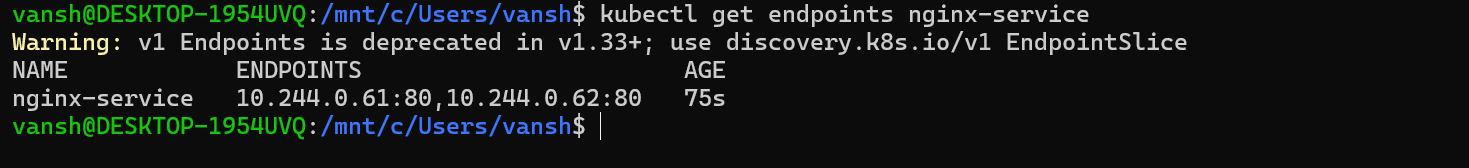 vansh@DESKTOP-1954UVQ:/mnt/c/Users/vansh$ kubectl get endpoints nginx-service
Warning: v1 Endpoints is deprecated in v1.33+; use discovery.k8s.io/v1 EndpointSlice
NAME            ENDPOINTS                       AGE
nginx-service   10.244.0.61:80,10.244.0.62:80   75s
vansh@DESKTOP-1954UVQ:/mnt/c/Users/vansh$